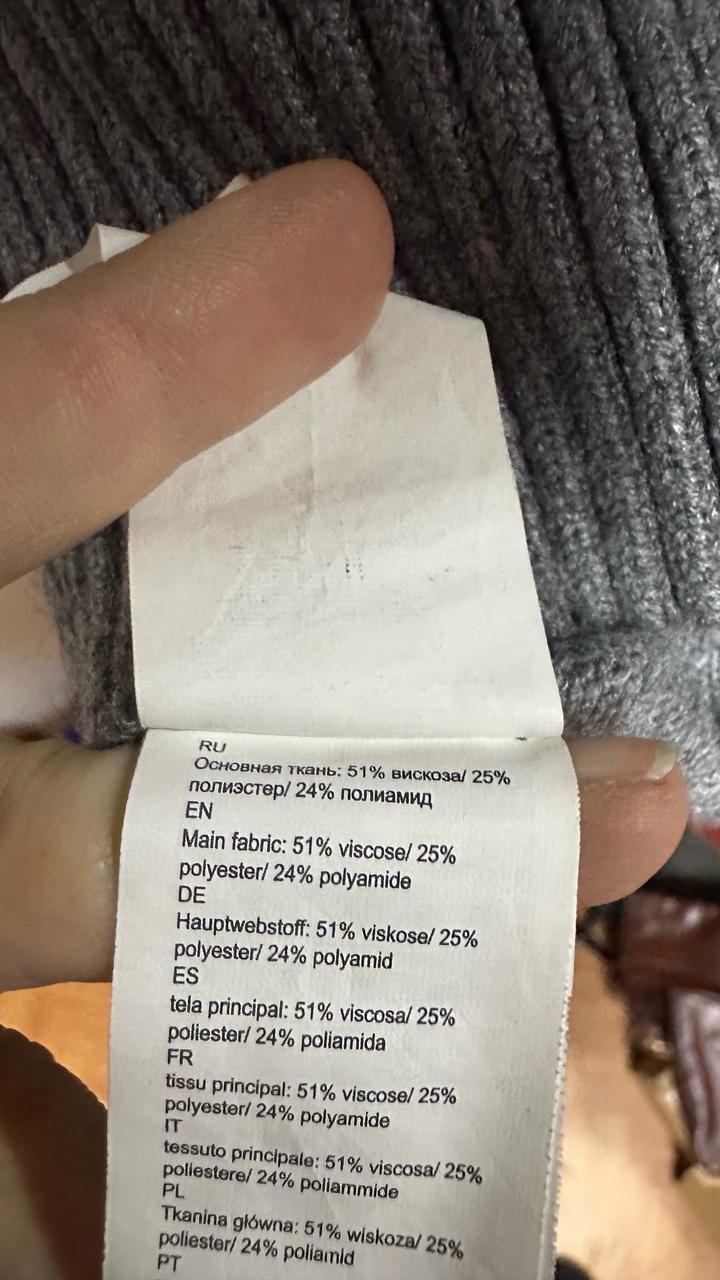 RU
Основная ткань: 51% вискоза/ 25%
полиэстер/ 24% полиамид
EN
Main fabric: 51% viscose/ 25%
polyester/ 24% polyamide
DE
Hauptwebstoff: 51% viskose/ 25%
polyester/ 24% polyamid
ES
tela principal: 51% viscosa/ 25%
poliester/ 24% poliamida
FR
tissu principal: 51% viscose/ 25%
polyester/ 24% polyamide
IT
tessuto principale: 51% viscosa/ 25%
poliestere/ 24% poliammide
PL
Tkanina główna: 51% wiskoza/ 25%
poliester/ 24% poliamid
PT